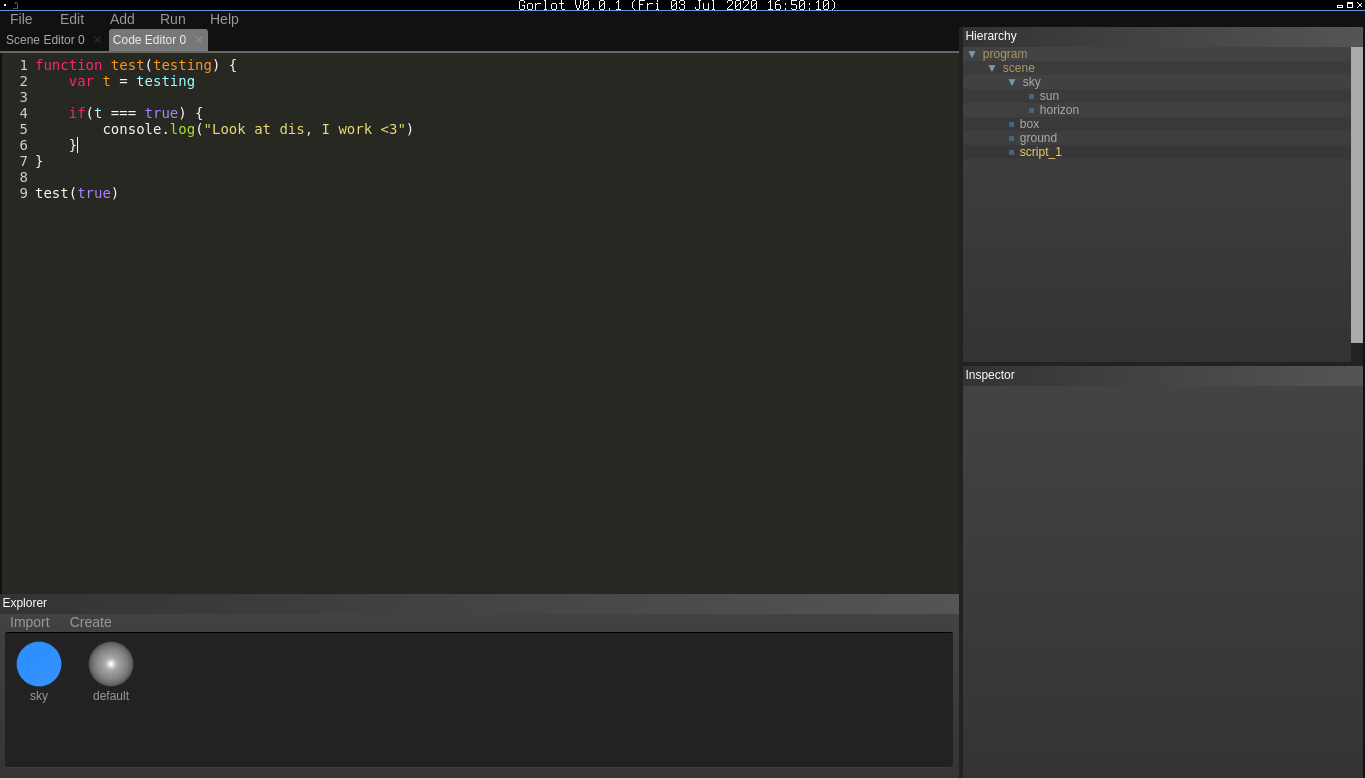 Gorlot V0.0.1 (Fri 03 Jul 2020 16:50:10)
File Edit Add Run Help
Scene Editor 0 × Code Editor 0 ×
1 function test(testing) {
2     var t = testing
3
4     if(t === true) {
5         console.log("Look at dis, I work <3")
6     }
7 }
8
9 test(true)
Hierarchy
program
scene
sky
sun
horizon
box
ground
script_1
Inspector
Explorer
Import Create
sky default